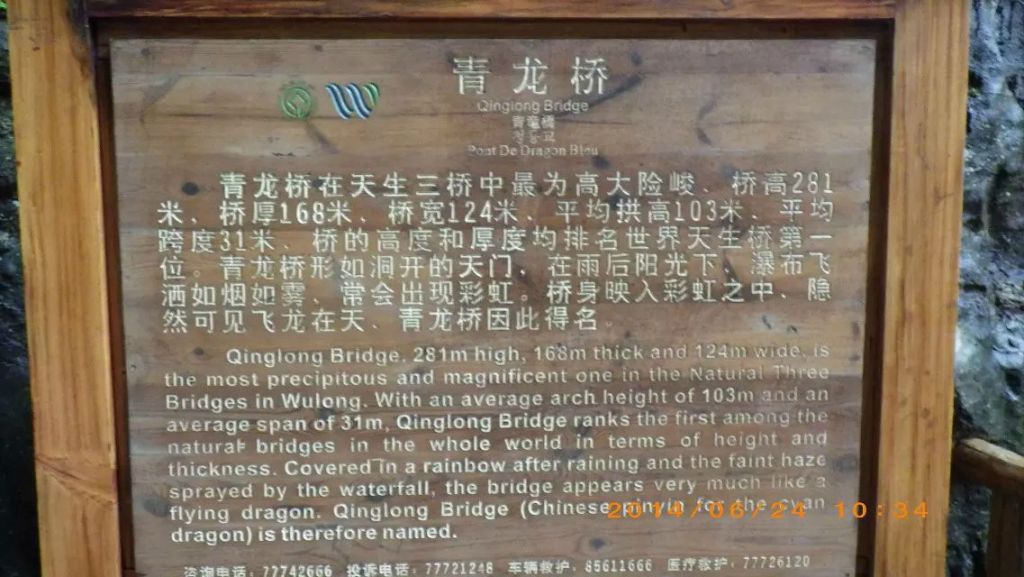 青龙桥
Qinglong Bridge
Pont De Dragon Bleu
青龙桥在天生三桥中最为高大险峻、桥高281
米、桥厚168米、桥宽124米、平均拱高103米、平均
跨度31米、桥的高度和厚度均排名世界天生桥第一
位。青龙桥形如洞开的天门、在雨后阳光下、瀑布飞
洒如烟如雾、常会出现彩虹。桥身映入彩虹之中、隐
然可见飞龙在天、青龙桥因此得名。
Qinglong Bridge, 281m high, 168m thick and 124m wide, is
the most precipitous and magnificent one in the Natural Three
Bridges in Wulong. With an average arch height of 103m and an
average span of 31m, Qinglong Bridge ranks the first among the
natural bridges in the whole world in terms of height and
thickness. Covered in a rainbow after raining and the faint haze
sprayed by the waterfall, the bridge appears very much like a
flying dragon. Qinglong Bridge (Chinese pinyin for the cyan
dragon) is therefore named.
咨询电话：77742666 投诉电话：77721248 车辆救护：85611666 医疗救护：77726120
2014/06/24 10:34